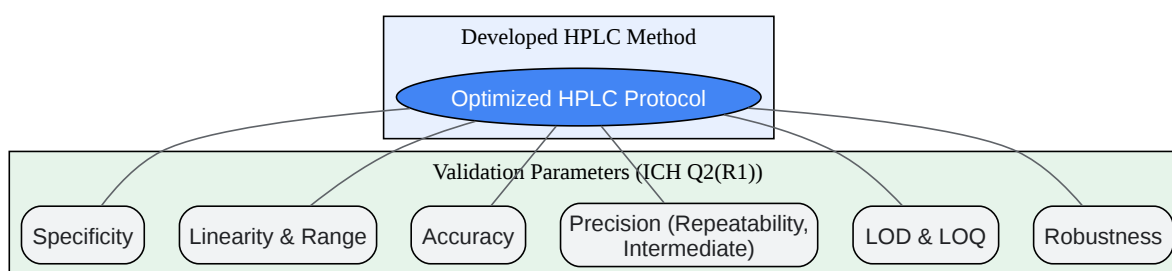 Developed HPLC Method
Optimized HPLC Protocol
Validation Parameters (ICH Q2(R1))
Specificity
Linearity & Range
Accuracy
Precision (Repeatability,
Intermediate)
LOD & LOQ
Robustness